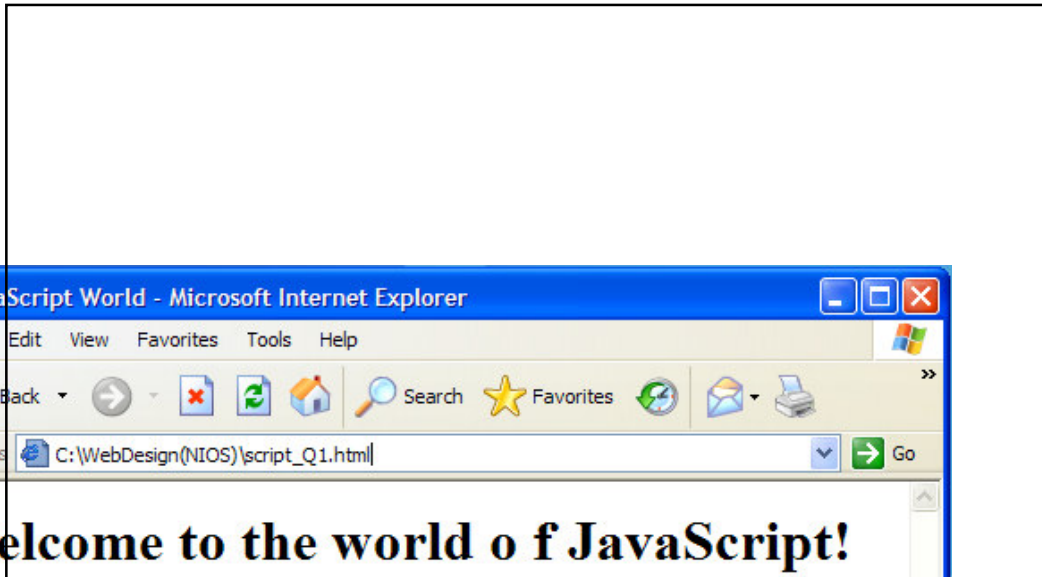 aScript World - Microsoft Internet Explorer
Edit View Favorites Tools Help
Back Search Favorites »
s C:\WebDesign(NIOS)\script_Q1.html Go
elcome to the world o f JavaScript!